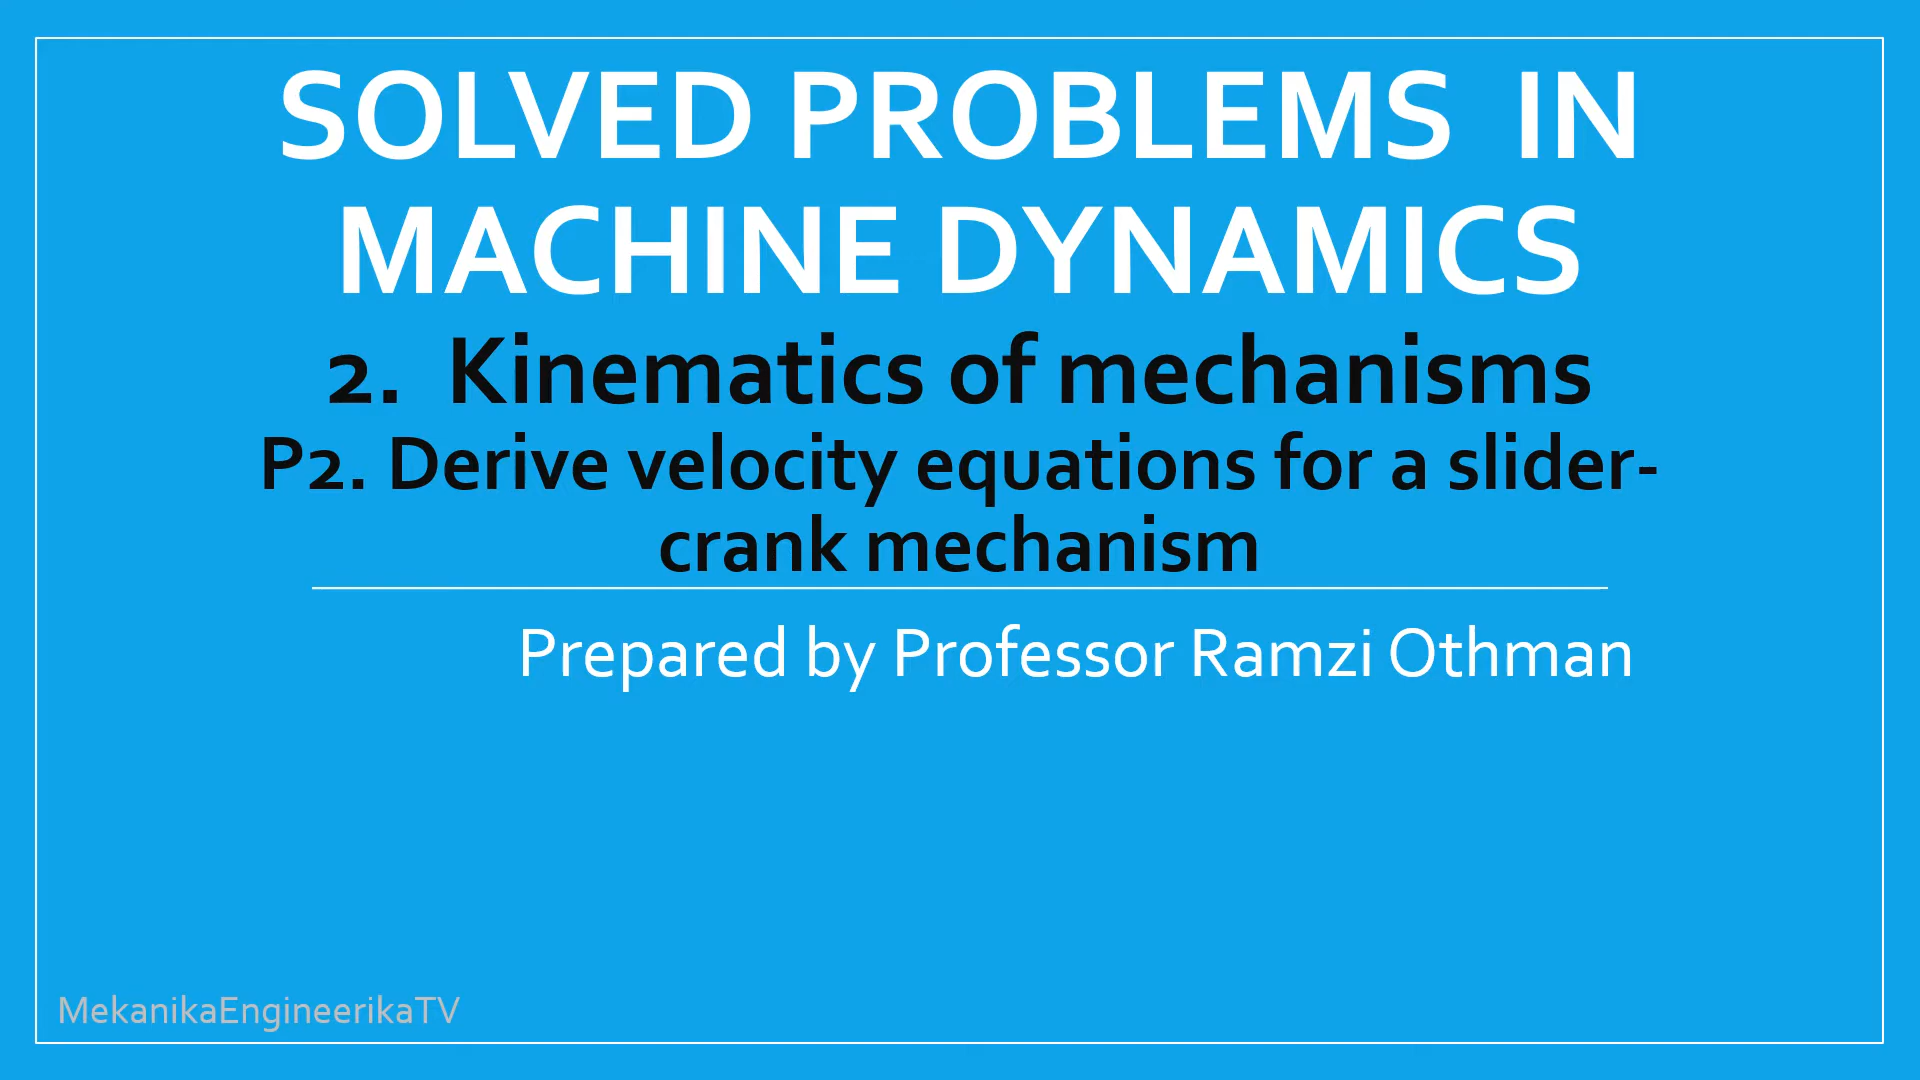 SOLVED PROBLEMS IN
MACHINE DYNAMICS
2. Kinematics of mechanisms
P2. Derive velocity equations for a slider-
crank mechanism
Prepared by Professor Ramzi Othman
MekanikaEngineerikaTV